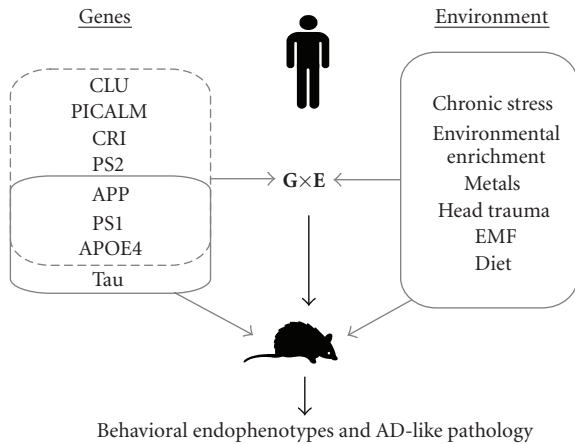 Genes
Environment
CLU
PICALM
CRI
PS2
APP
PS1
APOE4
Tau
G×E
Chronic stress
Environmental
enrichment
Metals
Head trauma
EMF
Diet
Behavioral endophenotypes and AD-like pathology